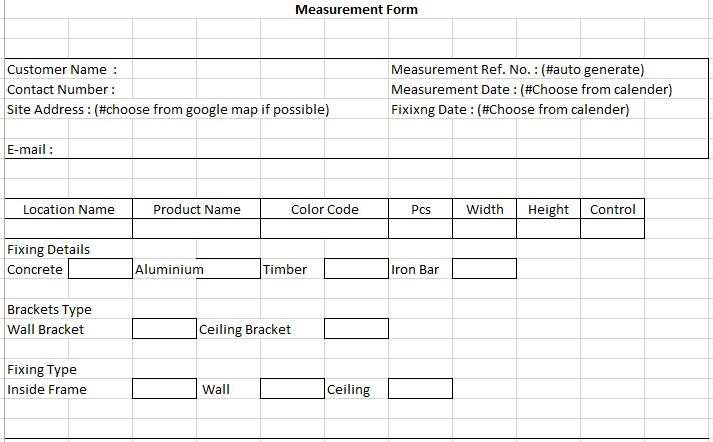 Measurement Form
Customer Name : Measurement Ref. No. : (#auto generate)
Contact Number : Measurement Date : (#Choose from calender)
Site Address : (#choose from google map if possible) Fixixng Date : (#Choose from calender)
E-mail :
Location Name Product Name Color Code Pcs Width Height Control
Fixing Details
Concrete Aluminium Timber Iron Bar
Brackets Type
Wall Bracket Ceiling Bracket
Fixing Type
Inside Frame Wall Ceiling